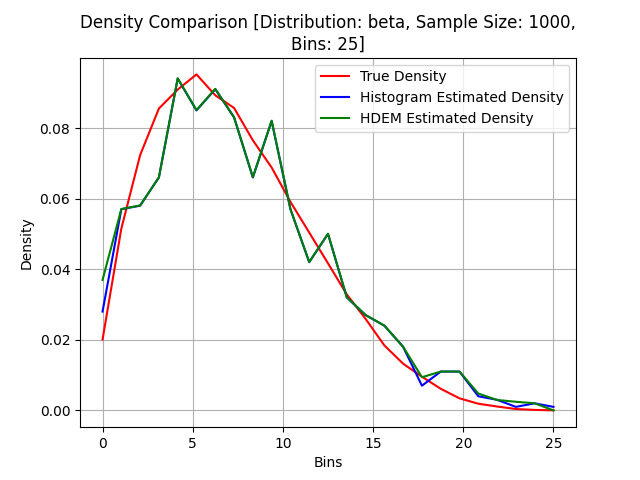 Density Comparison [Distribution: beta, Sample Size: 1000,
Bins: 25]
True Density
Histogram Estimated Density
HDEM Estimated Density
Density
0.08
0.06
0.04
0.02
0.00
0 5 10 15 20 25
Bins